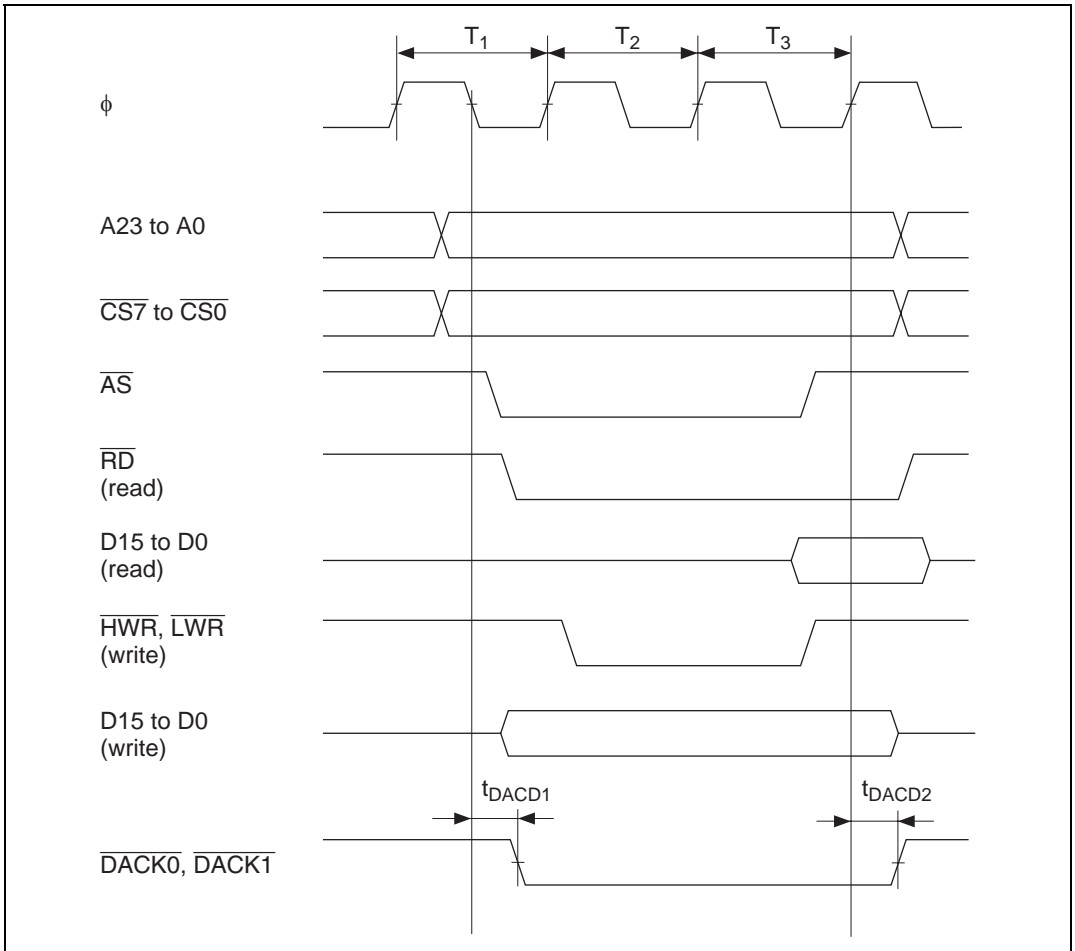 T1 T2 T3
ϕ
A23 to A0
CS7 to CS0
AS
RD
(read)
D15 to D0
(read)
HWR, LWR
(write)
D15 to D0
(write)
tDACD1 tDACD2
DACK0, DACK1